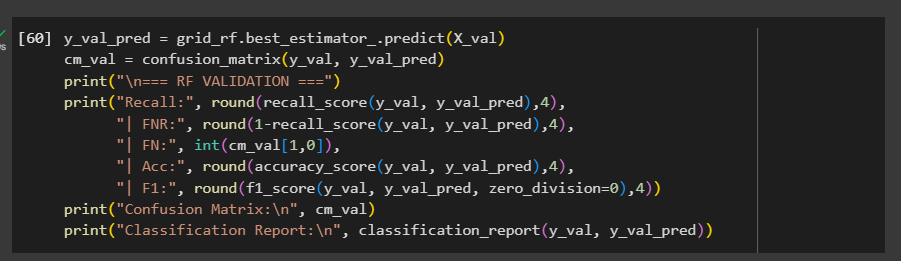 [60] y_val_pred = grid_rf.best_estimator_.predict(X_val)
cm_val = confusion_matrix(y_val, y_val_pred)
print("\n=== RF VALIDATION ===")
print("Recall:", round(recall_score(y_val, y_val_pred),4),
"| FNR:", round(1-recall_score(y_val, y_val_pred),4),
"| FN:", int(cm_val[1,0]),
"| Acc:", round(accuracy_score(y_val, y_val_pred),4),
"| F1:", round(f1_score(y_val, y_val_pred, zero_division=0),4))
print("Confusion Matrix:\n", cm_val)
print("Classification Report:\n", classification_report(y_val, y_val_pred))